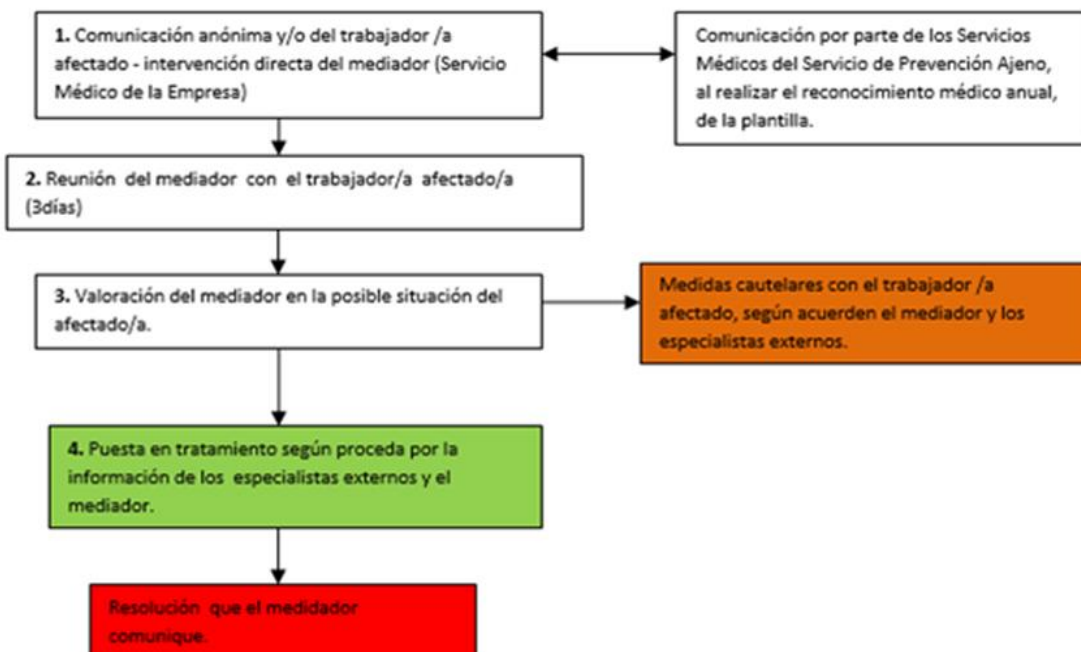 1. Comunicación anónima y/o del trabajador /a
afectado - intervención directa del mediador (Servicio
Médico de la Empresa)
Comunicación por parte de los Servicios
Médicos del Servicio de Prevención Ajeno,
al realizar el reconocimiento médico anual,
de la plantilla.
2. Reunión del mediador con el trabajador/a afectado/a
(3días)
3. Valoración del mediador en la posible situación del
afectado/a.
Medidas cautelares con el trabajador /a
afectado, según acuerden el mediador y los
especialistas externos.
4. Puesta en tratamiento según proceda por la
información de los especialistas externos y el
mediador.
Resolución que el medidador
comunique.